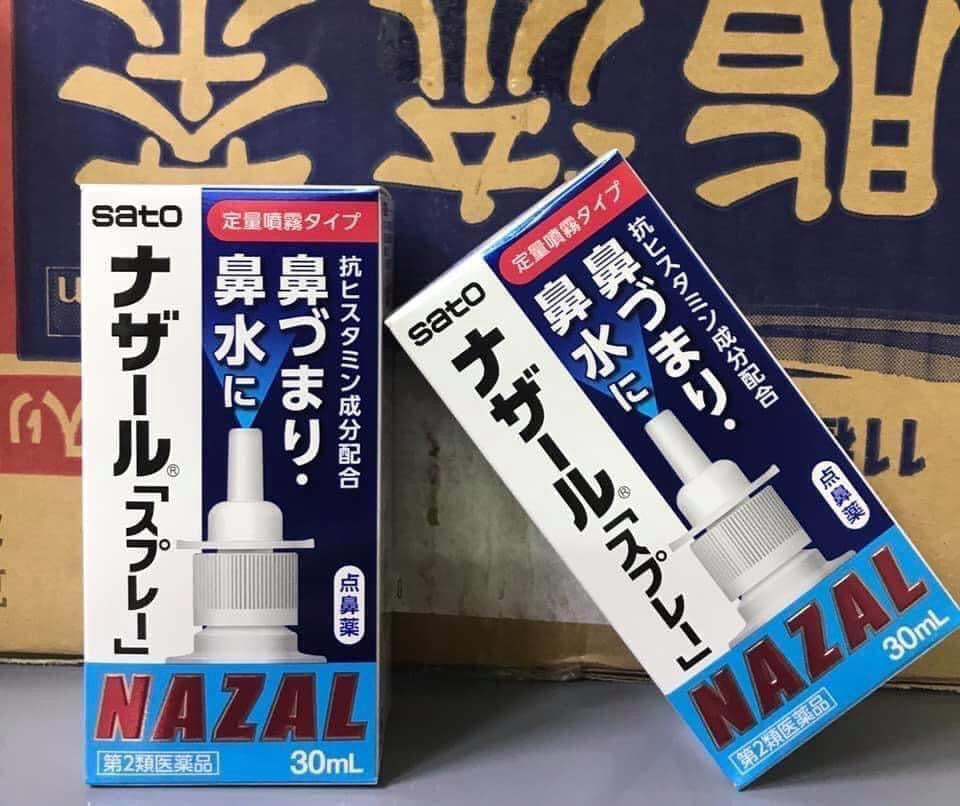 sato
定量噴霧タイプ
抗ヒスタミン成分配合
鼻づまり・
鼻水に
ナザール®「スプレー」
点鼻薬
NAZAL
第2類医薬品
30mL
sato
定量噴霧タイプ
抗ヒスタミン成分配合
鼻づまり・
鼻水に
ナザール®「スプレー」
点鼻薬
NAZAL
第2類医薬品
30mL